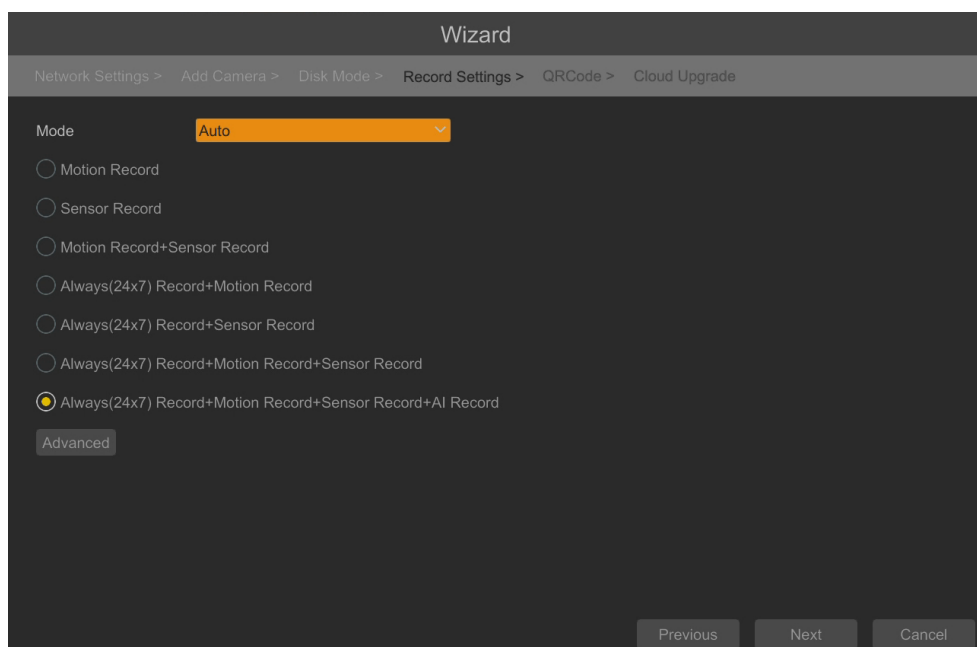 Wizard
Network Settings > Add Camera > Disk Mode > Record Settings > QRCode > Cloud Upgrade
Mode Auto
Motion Record
Sensor Record
Motion Record+Sensor Record
Always(24x7) Record+Motion Record
Always(24x7) Record+Sensor Record
Always(24x7) Record+Motion Record+Sensor Record
Always(24x7) Record+Motion Record+Sensor Record+AI Record
Advanced
Previous Next Cancel